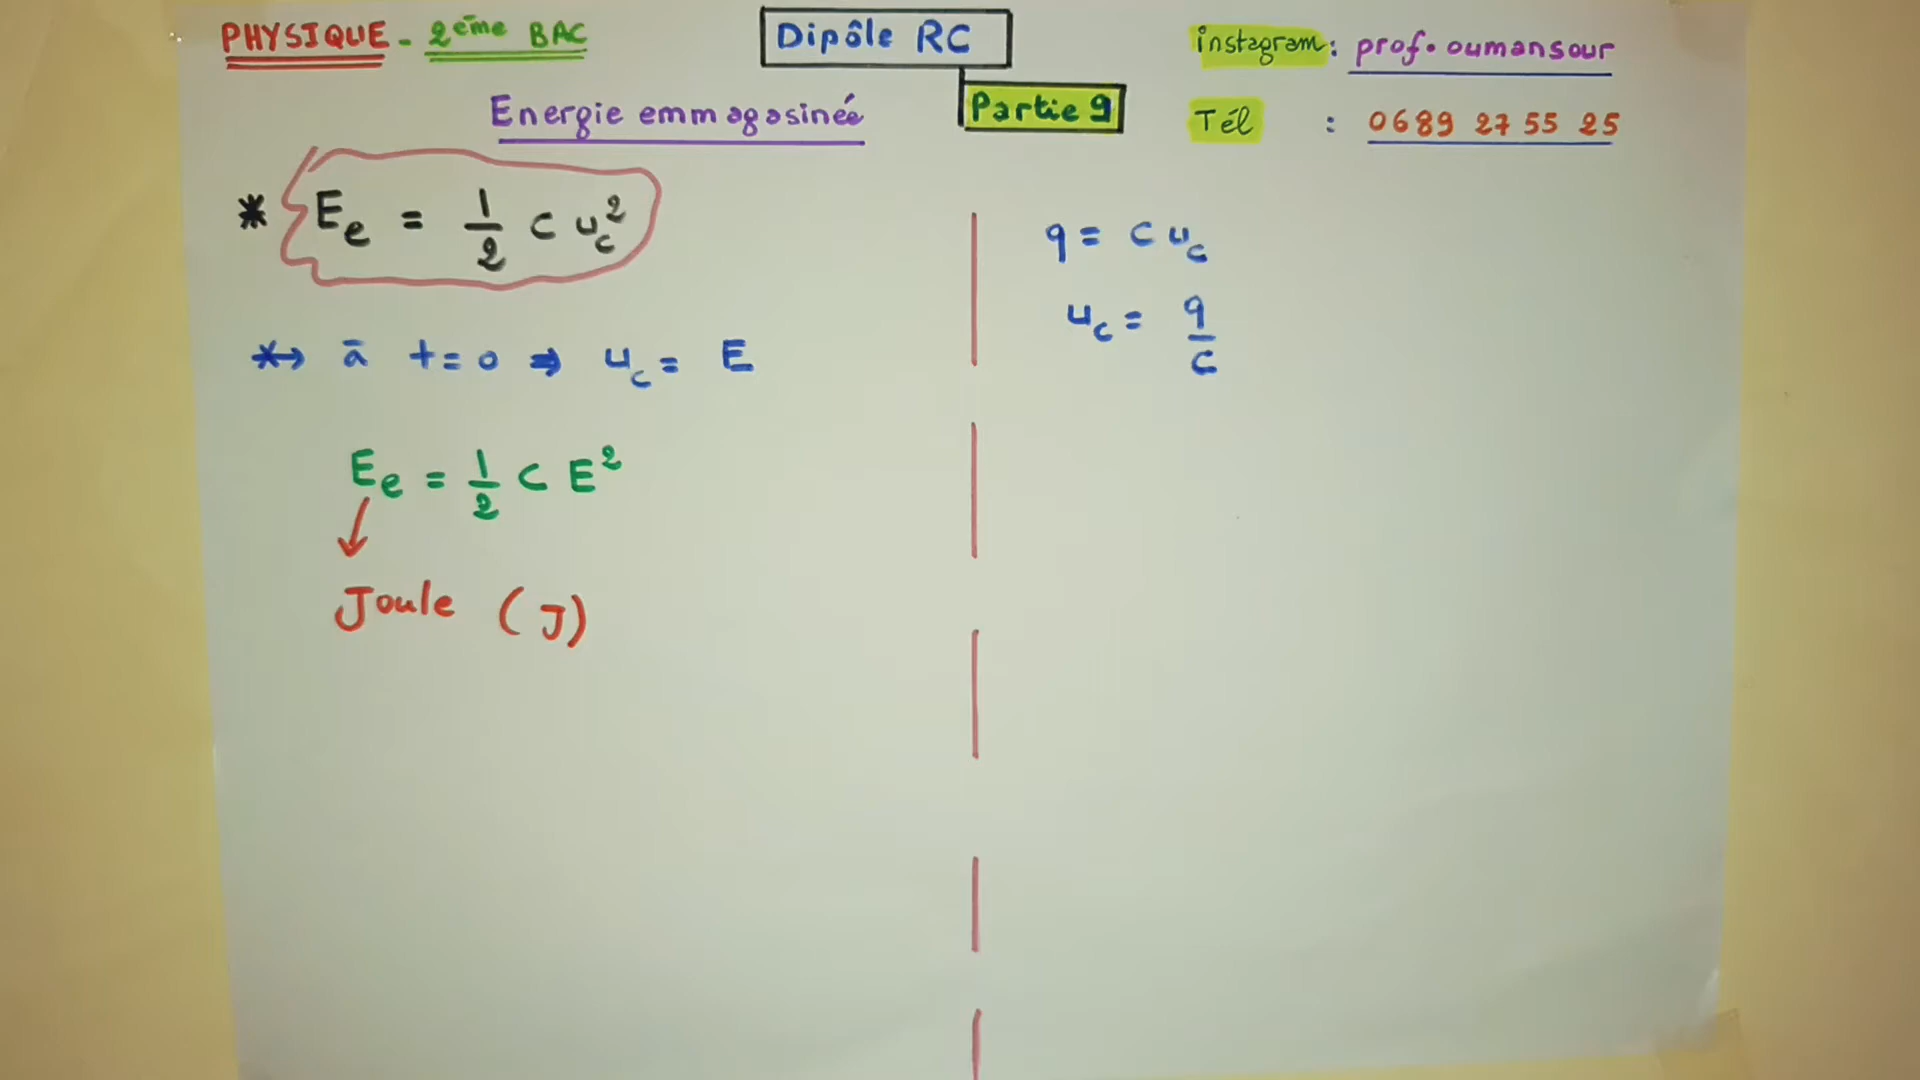 PHYSIQUE - 2ème BAC
Dipôle RC
Partie 9
Energie emmagasinée
instagram : prof.oumansour
Tél : 0689 27 55 25
* Ee = 1/2 C uc²
*→ à t=0 ⇒ uc = E
Ee = 1/2 C E²
↓
Joule (J)
q = C uc
uc = q/C